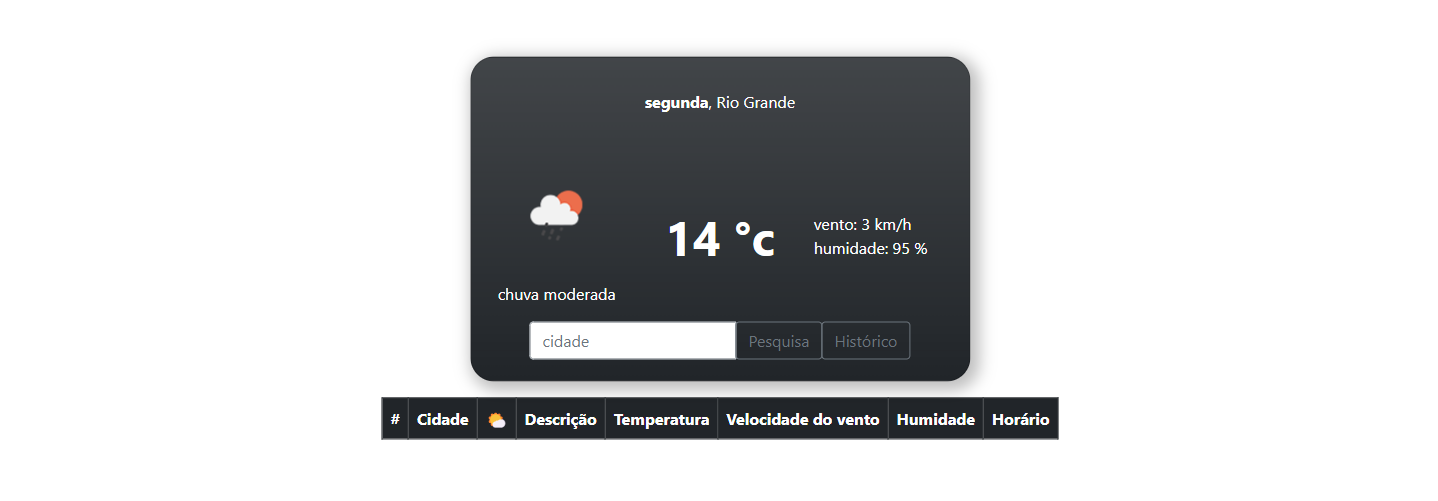 segunda, Rio Grande
14 °c
vento: 3 km/h
humidade: 95 %
chuva moderada
cidade Pesquisa Histórico
# Cidade Descrição Temperatura Velocidade do vento Humidade Horário